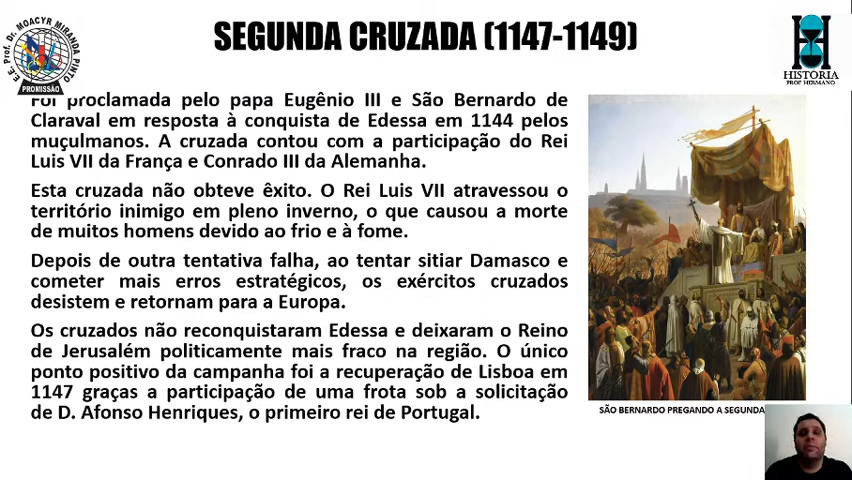 E.E. Prof. Dr. MOACYR MIRANDA PINTO
PROMISSÃO
SEGUNDA CRUZADA (1147-1149)
HISTORIA
PROF HERMANO
Foi proclamada pelo papa Eugênio III e São Bernardo de
Claraval em resposta à conquista de Edessa em 1144 pelos
muçulmanos. A cruzada contou com a participação do Rei
Luis VII da França e Conrado III da Alemanha.
Esta cruzada não obteve êxito. O Rei Luis VII atravessou o
território inimigo em pleno inverno, o que causou a morte
de muitos homens devido ao frio e à fome.
Depois de outra tentativa falha, ao tentar sitiar Damasco e
cometer mais erros estratégicos, os exércitos cruzados
desistem e retornam para a Europa.
Os cruzados não reconquistaram Edessa e deixaram o Reino
de Jerusalém politicamente mais fraco na região. O único
ponto positivo da campanha foi a recuperação de Lisboa em
1147 graças a participação de uma frota sob a solicitação
de D. Afonso Henriques, o primeiro rei de Portugal.
SÃO BERNARDO PREGANDO A SEGUNDA